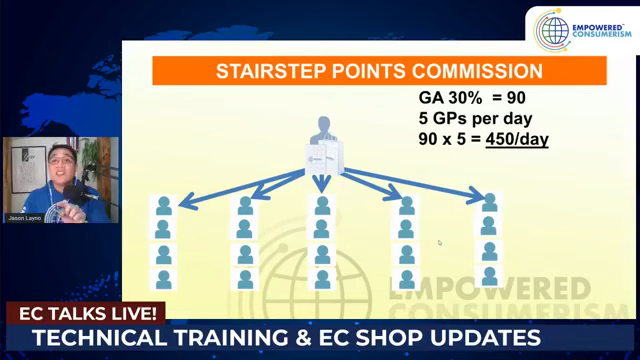 EMPOWERED
CONSUMERISM
STAIRSTEP POINTS COMMISSION
GA 30% = 90
5 GPs per day
90 x 5 = 450/day
Jason Layno
EMPOWERED
CONSUMERISM
EC TALKS LIVE!
TECHNICAL TRAINING & EC SHOP UPDATES